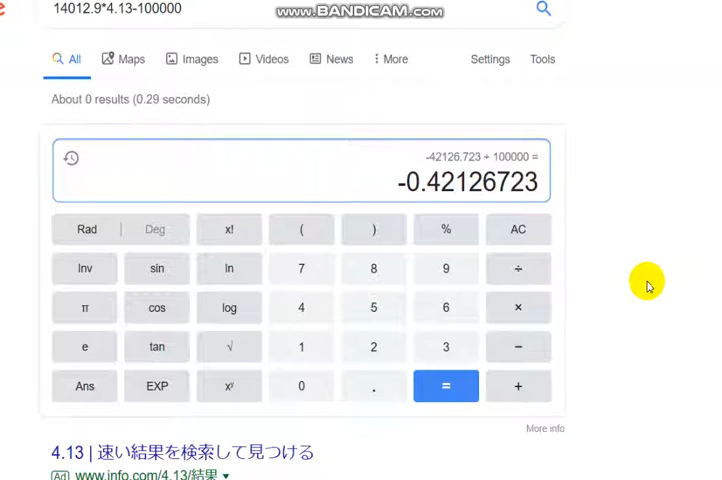 www.BANDICAM.com
14012.9*4.13-100000
All Maps Images Videos News More Settings Tools
About 0 results (0.29 seconds)
-42126.723 ÷ 100000 =
-0.42126723
Rad | Deg x! ( ) % AC
Inv sin ln 7 8 9 ÷
π cos log 4 5 6 ×
e tan √ 1 2 3 −
Ans EXP xʸ 0 . = +
More info
4.13 | 速い結果を検索して見つける
Ad www.info.com/4.13/結果